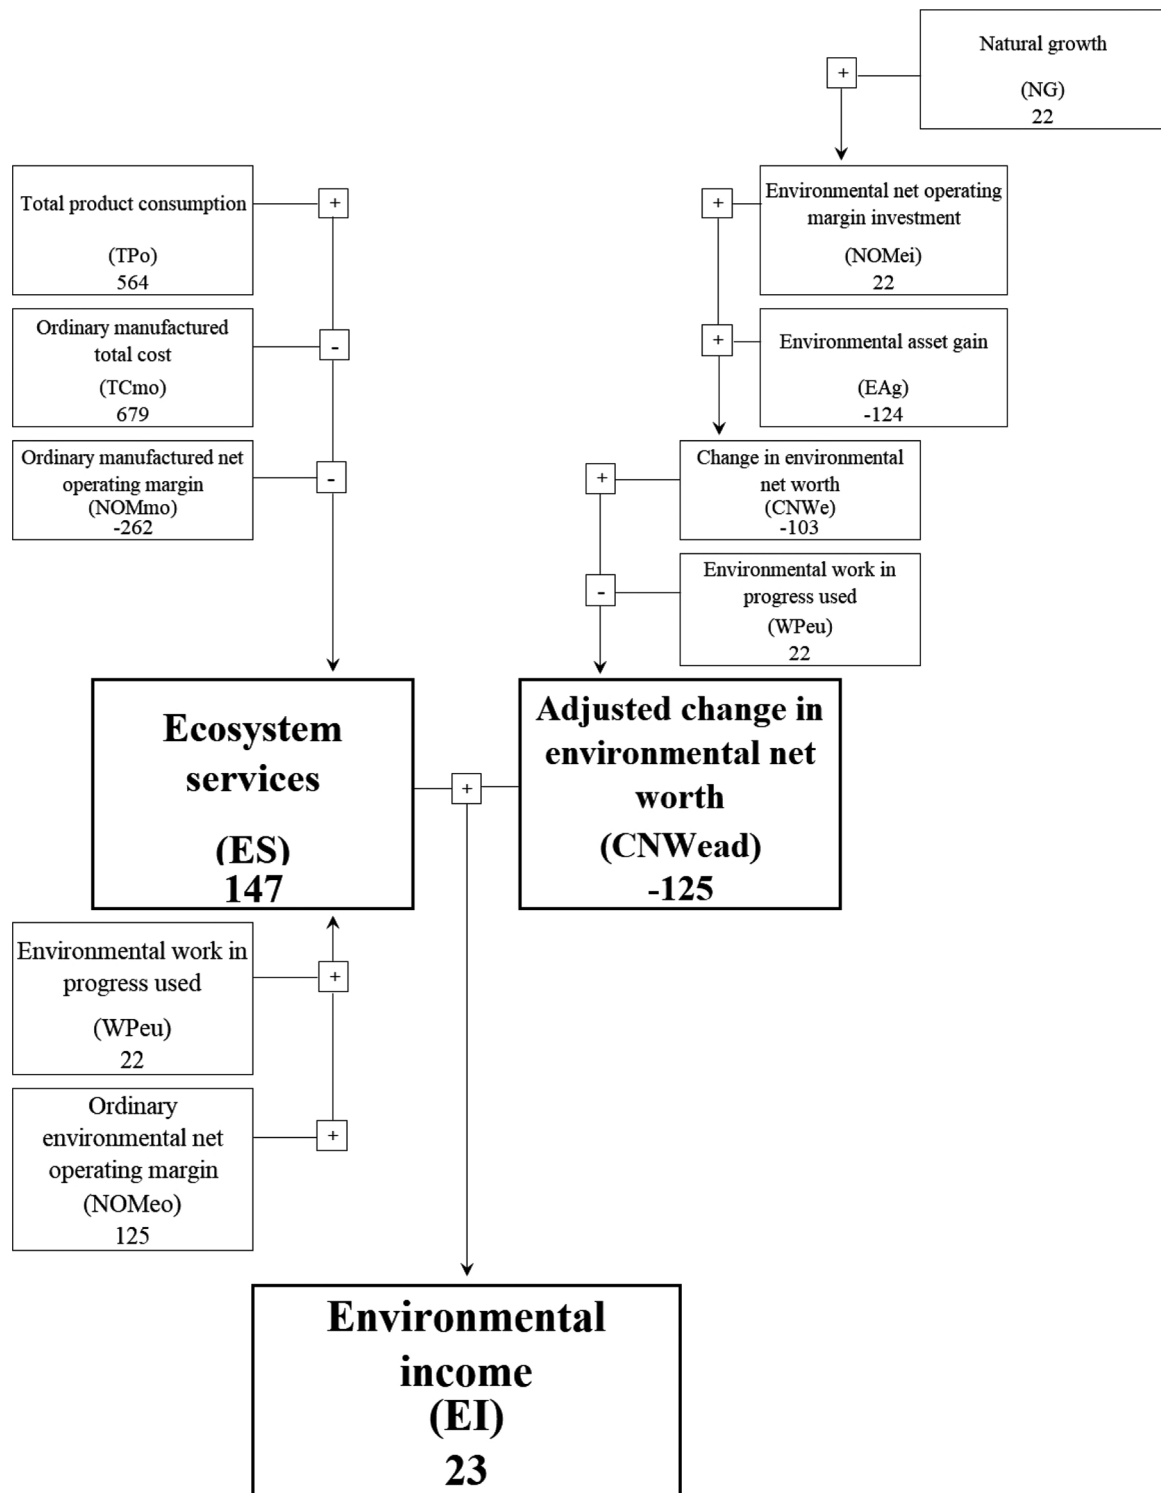 Natural growth
(NG)
22
+
Total product consumption
(TPo)
564
+
Environmental net operating
margin investment
(NOMei)
22
+
Ordinary manufactured
total cost
(TCmo)
679
-
Environmental asset gain
(EAg)
-124
+
Ordinary manufactured net
operating margin
(NOMmo)
-262
-
Change in environmental
net worth
(CNWe)
-103
+
Environmental work in
progress used
(WPeu)
22
-
Ecosystem
services
(ES)
147
+
Adjusted change in
environmental net
worth
(CNWead)
-125
Environmental work in
progress used
(WPeu)
22
+
Ordinary
environmental net
operating margin
(NOMeo)
125
+
Environmental
income
(EI)
23